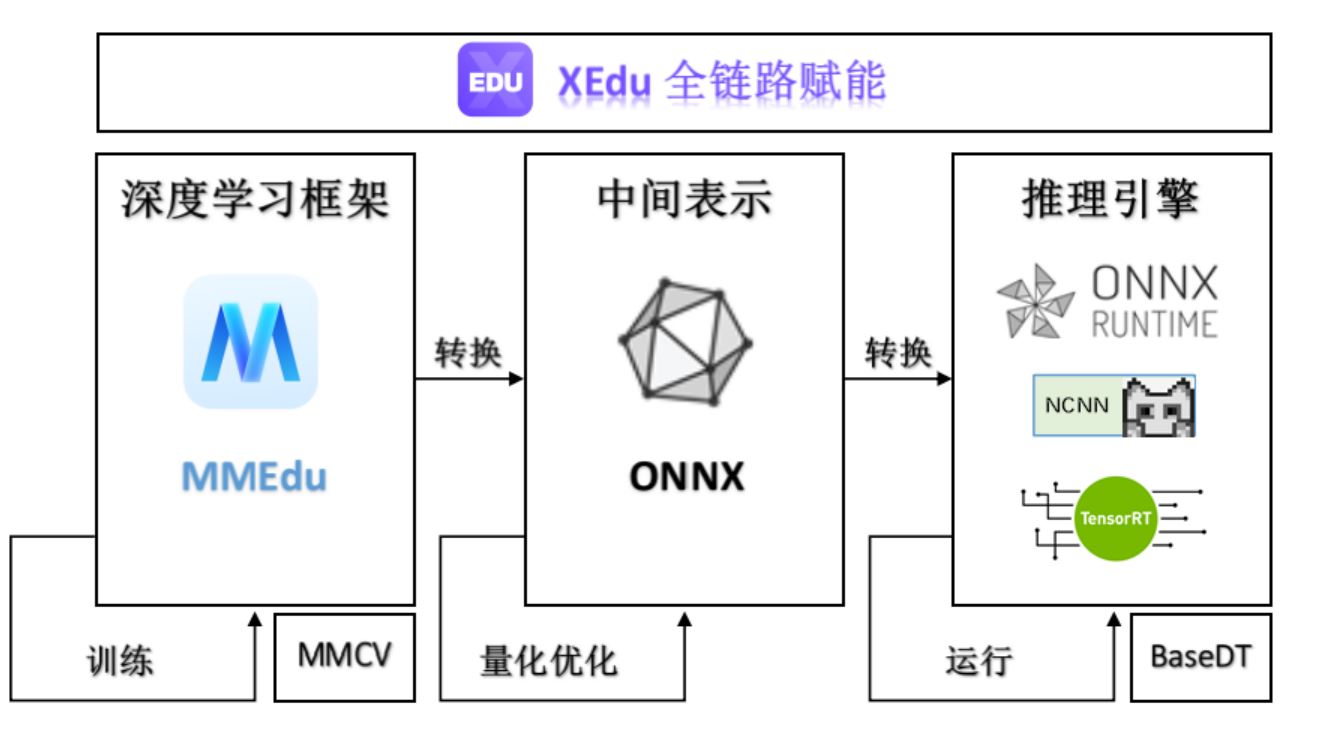 EDU XEdu 全链路赋能
深度学习框架
MMEdu
训练
MMCV
转换
中间表示
ONNX
量化优化
转换
推理引擎
ONNX
RUNTIME
NCNN
TensorRT
运行
BaseDT